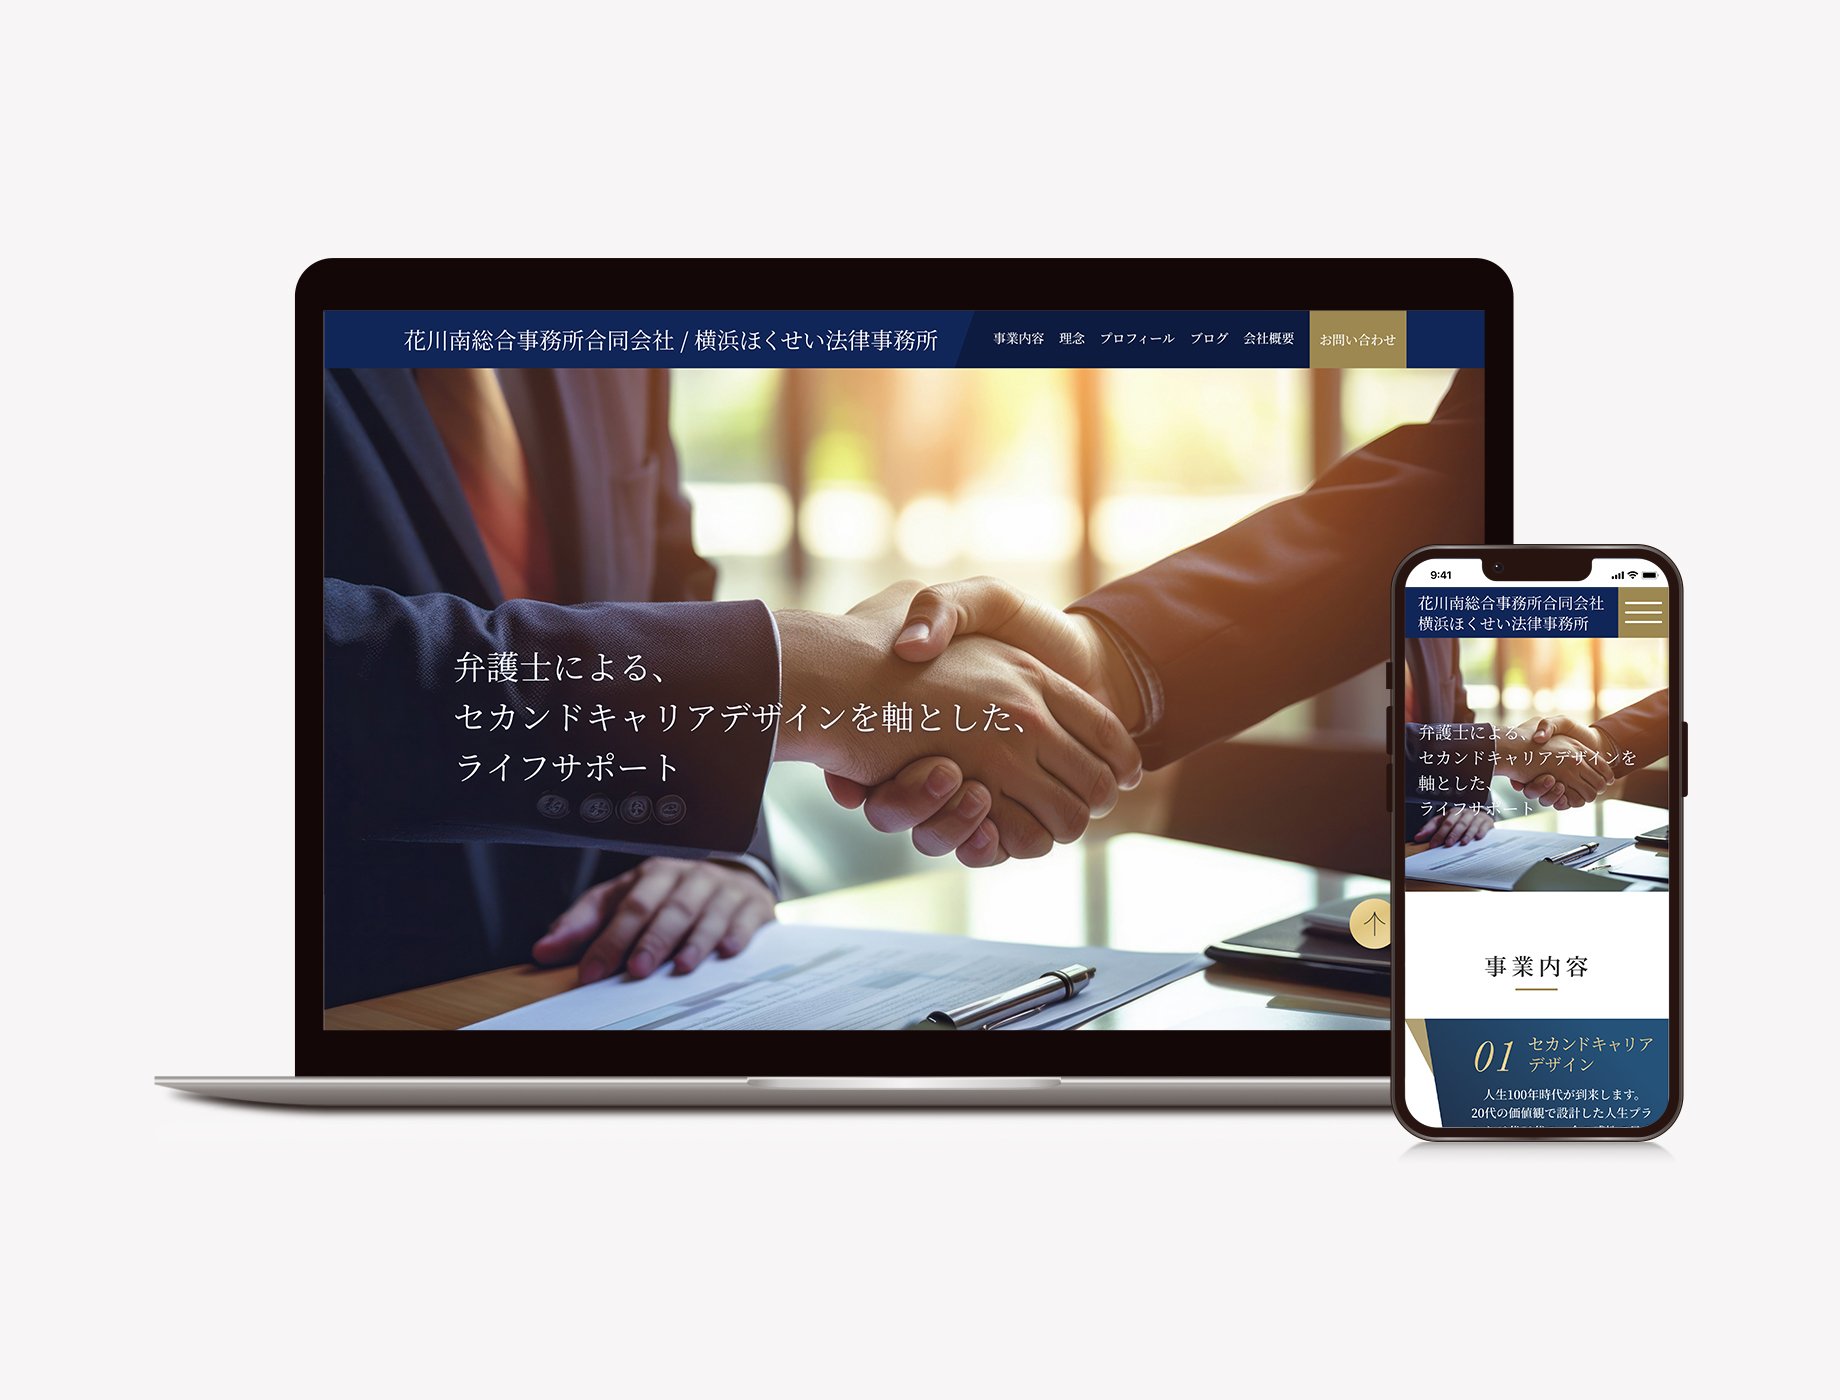 花川南総合事務所合同会社 / 横浜ほくせい法律事務所
事業内容 理念 プロフィール ブログ 会社概要 お問い合わせ
弁護士による、
セカンドキャリアデザインを軸とした、
ライフサポート
9:41
花川南総合事務所合同会社
横浜ほくせい法律事務所
弁護士による、
セカンドキャリアデザインを
軸とした、
ライフサポート
事業内容
01 セカンドキャリア
デザイン
人生100年時代が到来します。
20代の価値観で設計した人生プラ